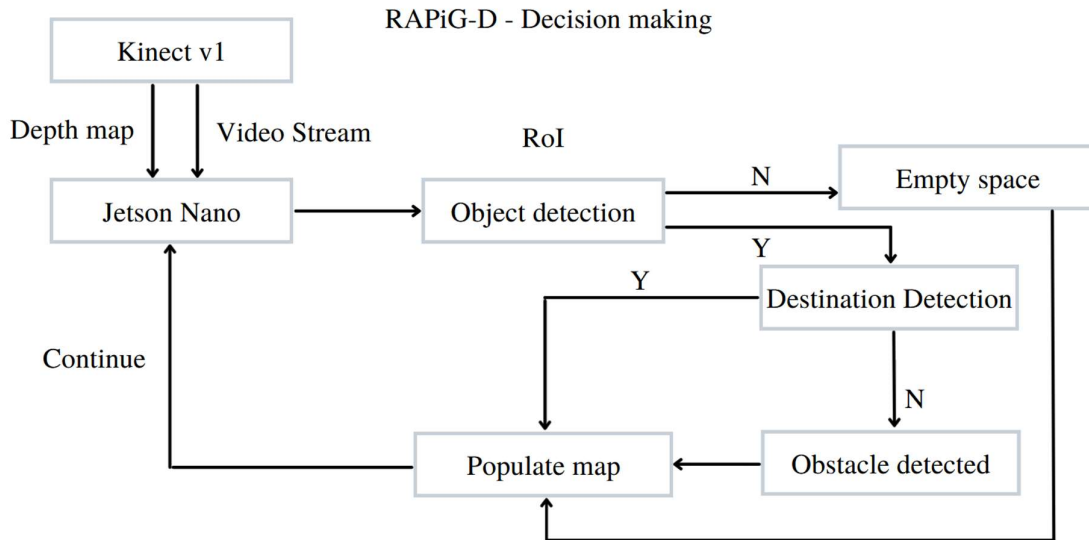 RAPiG-D - Decision making
Kinect v1
Depth map
Video Stream
RoI
Jetson Nano
Object detection
N
Empty space
Y
Y
Destination Detection
Continue
N
Populate map
Obstacle detected